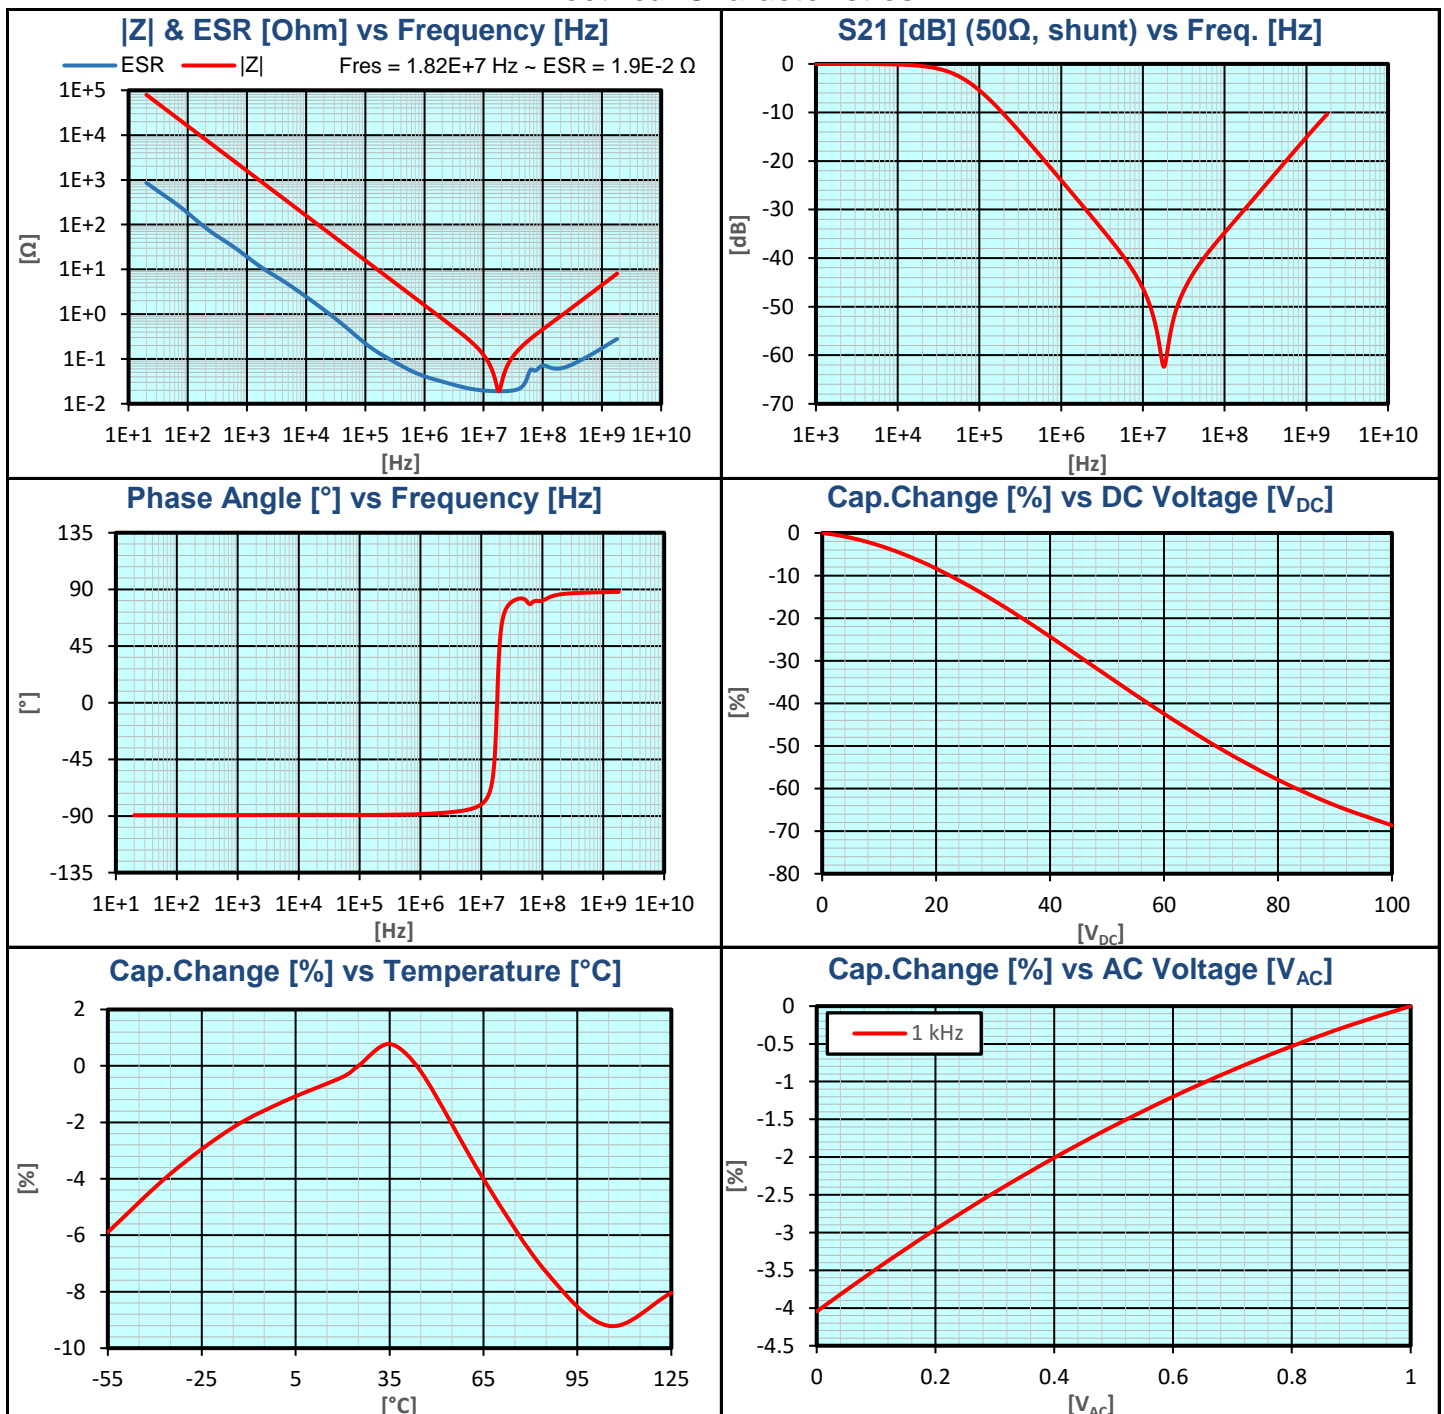 |Z| & ESR [Ohm] vs Frequency [Hz]
ESR |Z| Fres = 1.82E+7 Hz ~ ESR = 1.9E-2 Ω
1E+5
1E+4
1E+3
1E+2
1E+1
1E+0
1E-1
1E-2
[Ω]
1E+1 1E+2 1E+3 1E+4 1E+5 1E+6 1E+7 1E+8 1E+9 1E+10
[Hz]
S21 [dB] (50Ω, shunt) vs Freq. [Hz]
0
-10
-20
-30
-40
-50
-60
-70
[dB]
1E+3 1E+4 1E+5 1E+6 1E+7 1E+8 1E+9 1E+10
[Hz]
Phase Angle [°] vs Frequency [Hz]
135
90
45
0
-45
-90
-135
[°]
1E+1 1E+2 1E+3 1E+4 1E+5 1E+6 1E+7 1E+8 1E+9 1E+10
[Hz]
Cap.Change [%] vs DC Voltage [VDC]
0
-10
-20
-30
-40
-50
-60
-70
-80
[%]
0 20 40 60 80 100
[VDC]
Cap.Change [%] vs Temperature [°C]
2
0
-2
-4
-6
-8
-10
[%]
-55 -25 5 35 65 95 125
[°C]
Cap.Change [%] vs AC Voltage [VAC]
1 kHz
0
-0.5
-1
-1.5
-2
-2.5
-3
-3.5
-4
-4.5
[%]
0 0.2 0.4 0.6 0.8 1
[VAC]